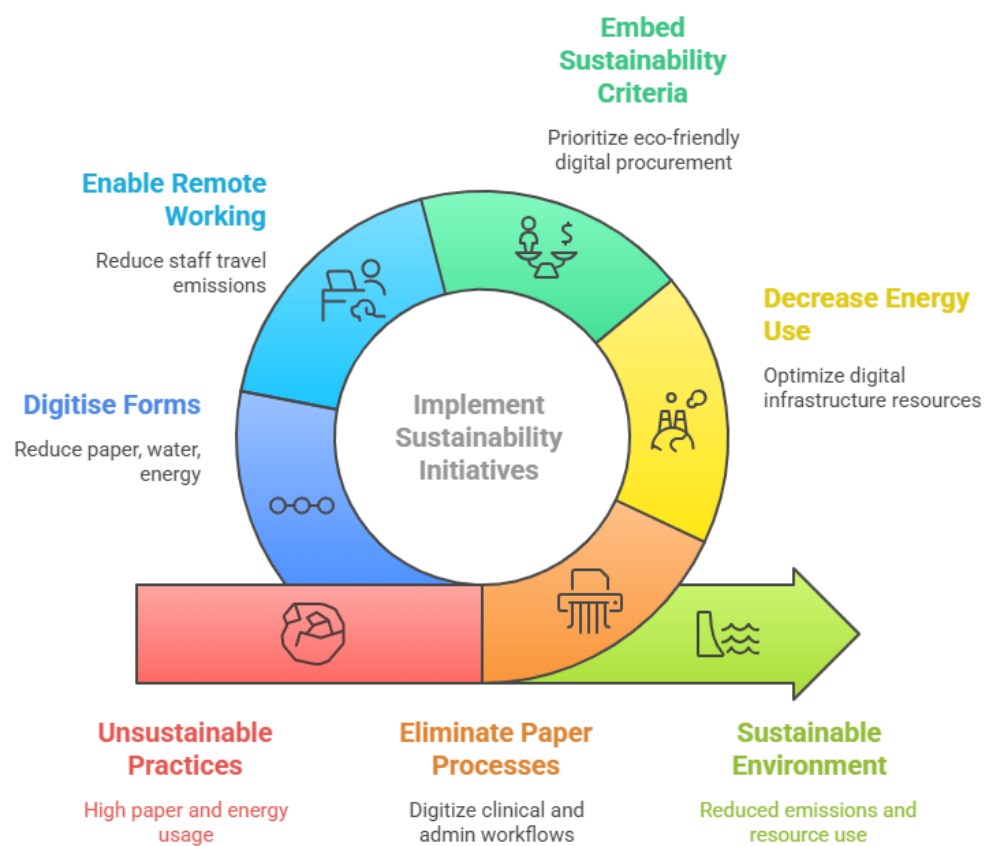 Embed
Sustainability
Criteria
Prioritize eco-friendly
digital procurement
Enable Remote
Working
Reduce staff travel
emissions
Decrease Energy
Use
Optimize digital
infrastructure resources
Digitise Forms
Reduce paper, water,
energy
Implement
Sustainability
Initiatives
$
Unsustainable
Practices
High paper and energy
usage
Eliminate Paper
Processes
Digitize clinical and
admin workflows
Sustainable
Environment
Reduced emissions and
resource use